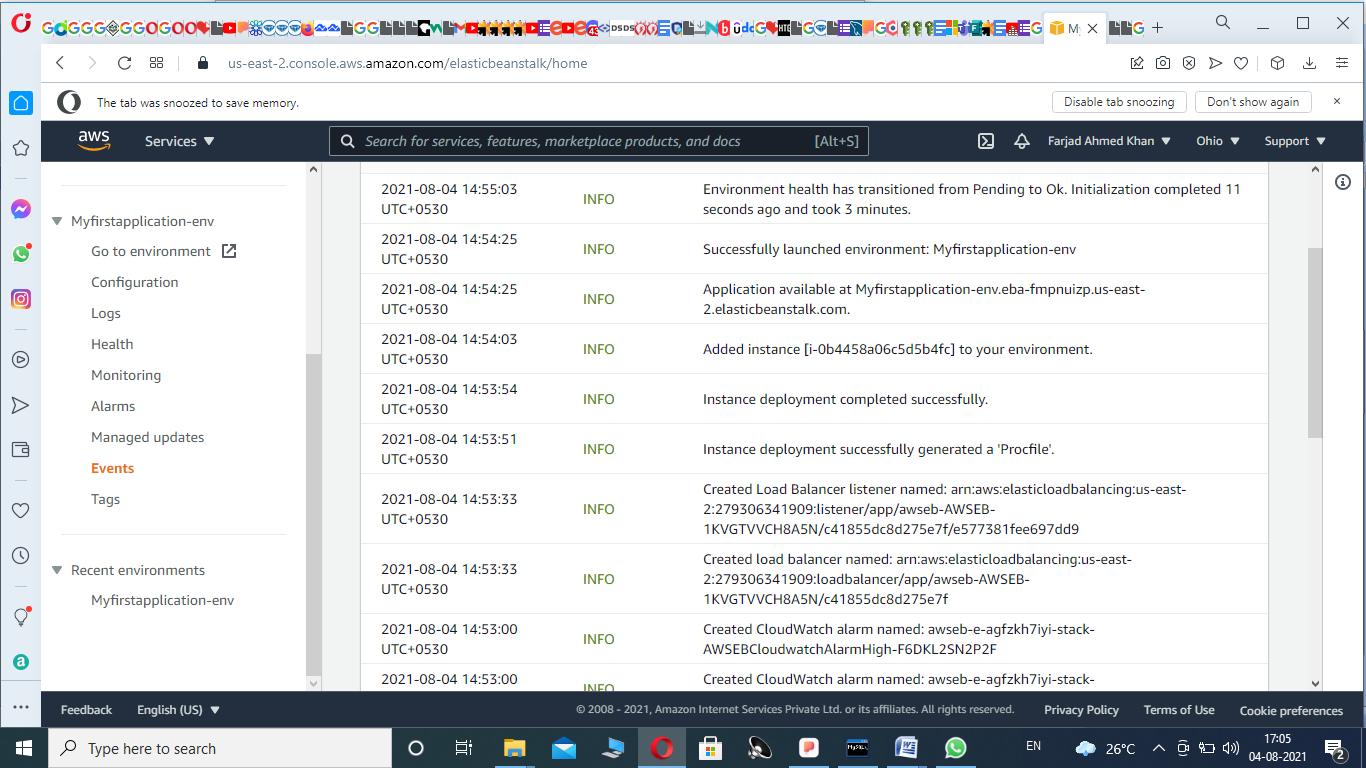 us-east-2.console.aws.amazon.com/elasticbeanstalk/home
The tab was snoozed to save memory.
Disable tab snoozing
Don't show again
aws
Services
Search for services, features, marketplace products, and docs
[Alt+S]
Farjad Ahmed Khan
Ohio
Support
Myfirstapplication-env
Go to environment
Configuration
Logs
Health
Monitoring
Alarms
Managed updates
Events
Tags
Recent environments
Myfirstapplication-env
2021-08-04 14:55:03
UTC+0530
INFO
Environment health has transitioned from Pending to Ok. Initialization completed 11
seconds ago and took 3 minutes.
2021-08-04 14:54:25
UTC+0530
INFO
Successfully launched environment: Myfirstapplication-env
2021-08-04 14:54:25
UTC+0530
INFO
Application available at Myfirstapplication-env.eba-fmpnuizp.us-east-
2.elasticbeanstalk.com.
2021-08-04 14:54:03
UTC+0530
INFO
Added instance [i-0b4458a06c5d5b4fc] to your environment.
2021-08-04 14:53:54
UTC+0530
INFO
Instance deployment completed successfully.
2021-08-04 14:53:51
UTC+0530
INFO
Instance deployment successfully generated a 'Procfile'.
2021-08-04 14:53:33
UTC+0530
INFO
Created Load Balancer listener named: arn:aws:elasticloadbalancing:us-east-
2:279306341909:listener/app/awseb-AWSEB-
1KVGTVVCH8A5N/c41855dc8d275e7f/e577381fee697dd9
2021-08-04 14:53:33
UTC+0530
INFO
Created load balancer named: arn:aws:elasticloadbalancing:us-east-
2:279306341909:loadbalancer/app/awseb-AWSEB-
1KVGTVVCH8A5N/c41855dc8d275e7f
2021-08-04 14:53:00
UTC+0530
INFO
Created CloudWatch alarm named: awseb-e-agfzkh7iyi-stack-
AWSEBCloudwatchAlarmHigh-F6DKL2SN2P2F
2021-08-04 14:53:00
INFO
Created CloudWatch alarm named: awseb-e-agfzkh7iyi-stack-
Feedback
English (US)
© 2008 - 2021, Amazon Internet Services Private Ltd. or its affiliates. All rights reserved.
Privacy Policy
Terms of Use
Cookie preferences
Type here to search
EN
26°C
17:05
04-08-2021
2